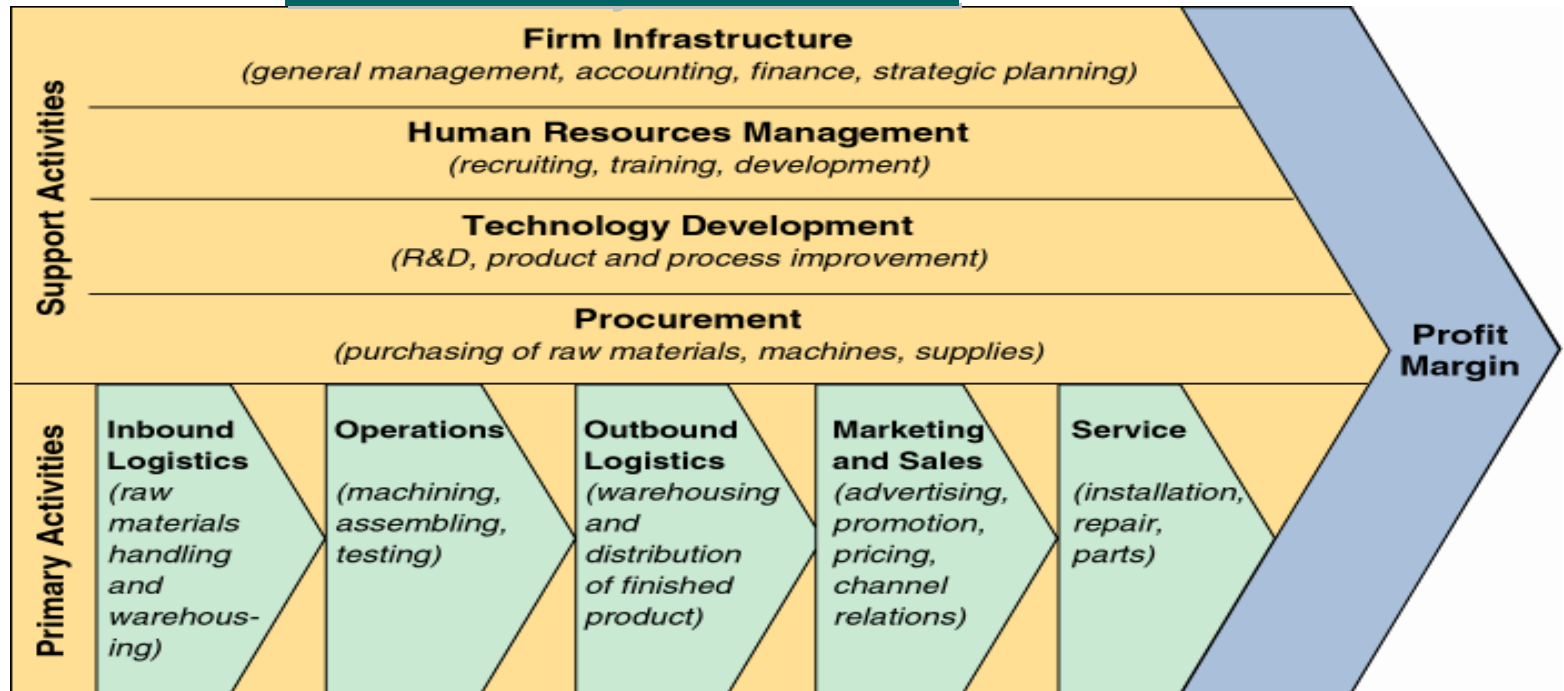 Support Activities
Firm Infrastructure
(general management, accounting, finance, strategic planning)
Human Resources Management
(recruiting, training, development)
Technology Development
(R&D, product and process improvement)
Procurement
(purchasing of raw materials, machines, supplies)
Profit
Margin
Primary Activities
Inbound
Logistics
(raw
materials
handling
and
warehous-
ing)
Operations
(machining,
assembling,
testing)
Outbound
Logistics
(warehousing
and
distribution
of finished
product)
Marketing
and Sales
(advertising,
promotion,
pricing,
channel
relations)
Service
(installation,
repair,
parts)